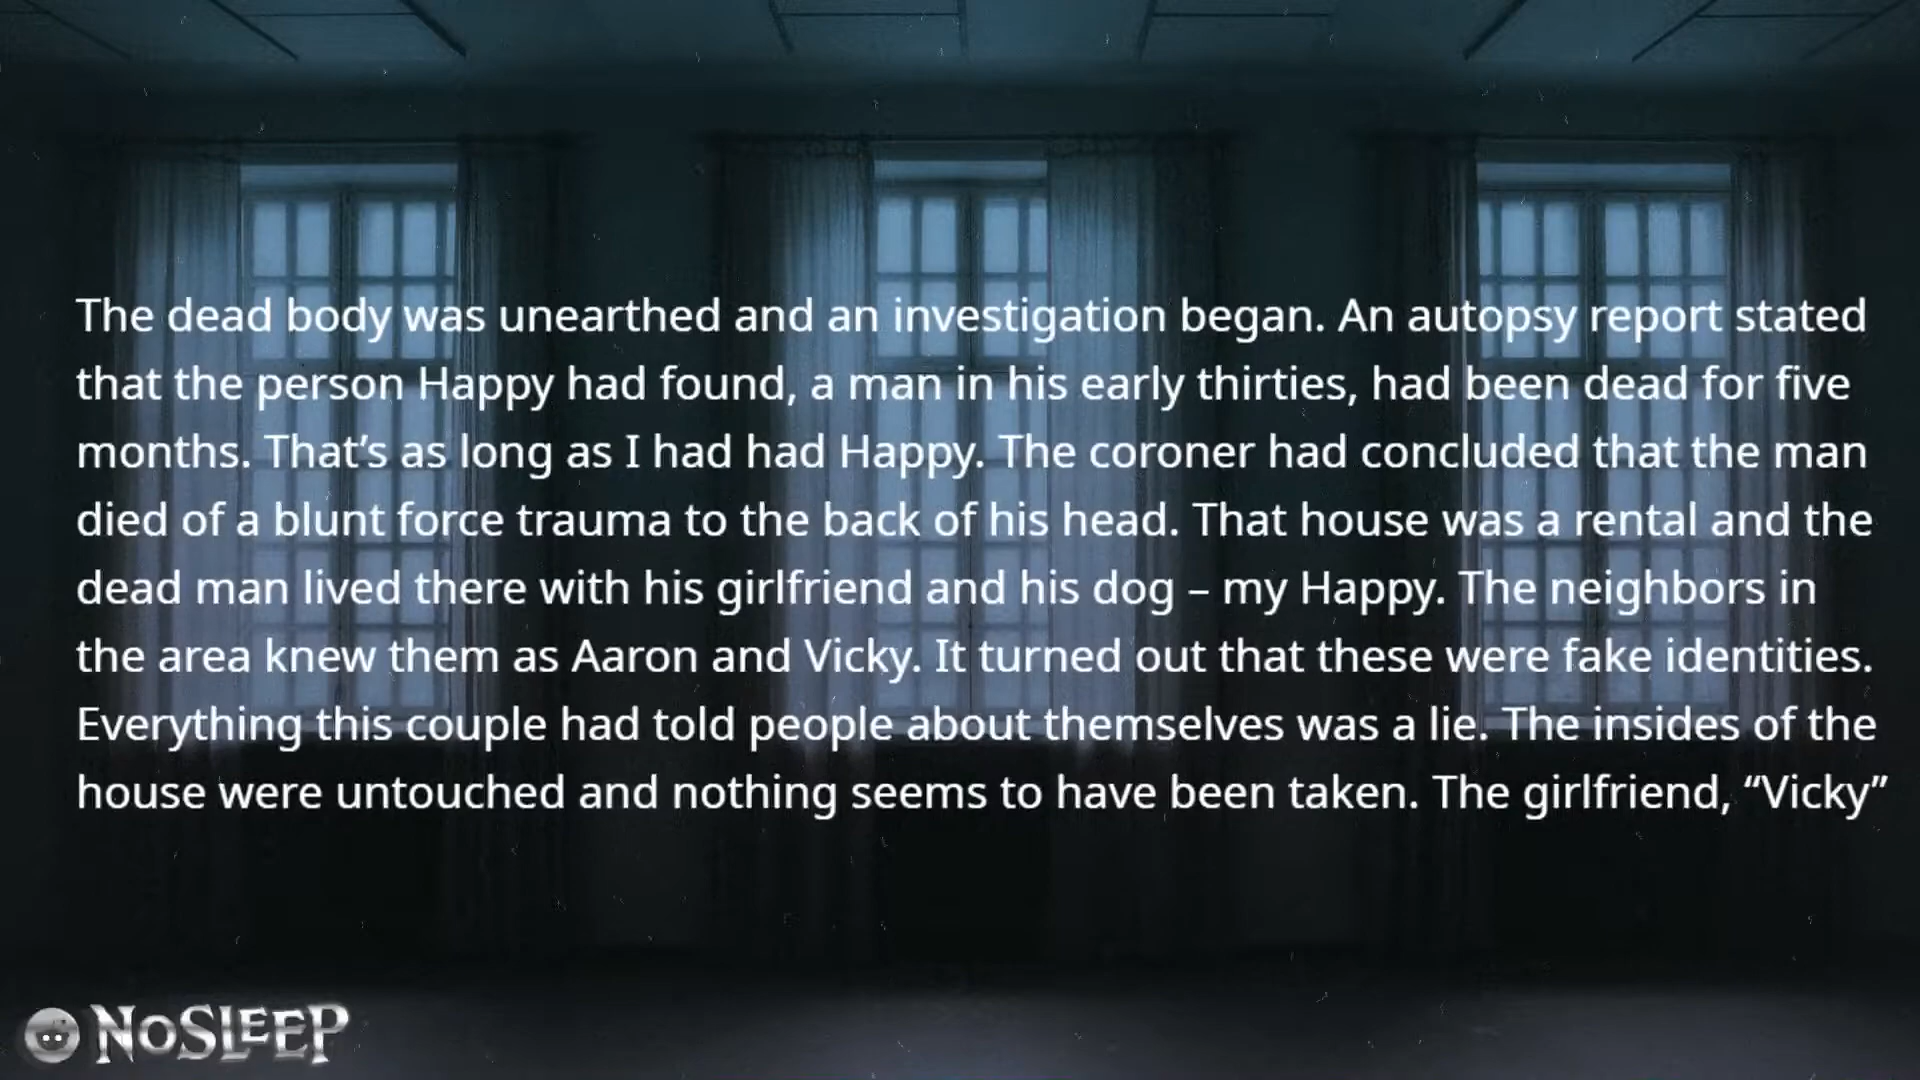 The dead body was unearthed and an investigation began. An autopsy report stated
that the person Happy had found, a man in his early thirties, had been dead for five
months. That’s as long as I had had Happy. The coroner had concluded that the man
died of a blunt force trauma to the back of his head. That house was a rental and the
dead man lived there with his girlfriend and his dog – my Happy. The neighbors in
the area knew them as Aaron and Vicky. It turned out that these were fake identities.
Everything this couple had told people about themselves was a lie. The insides of the
house were untouched and nothing seems to have been taken. The girlfriend, “Vicky”
NOSLEEP